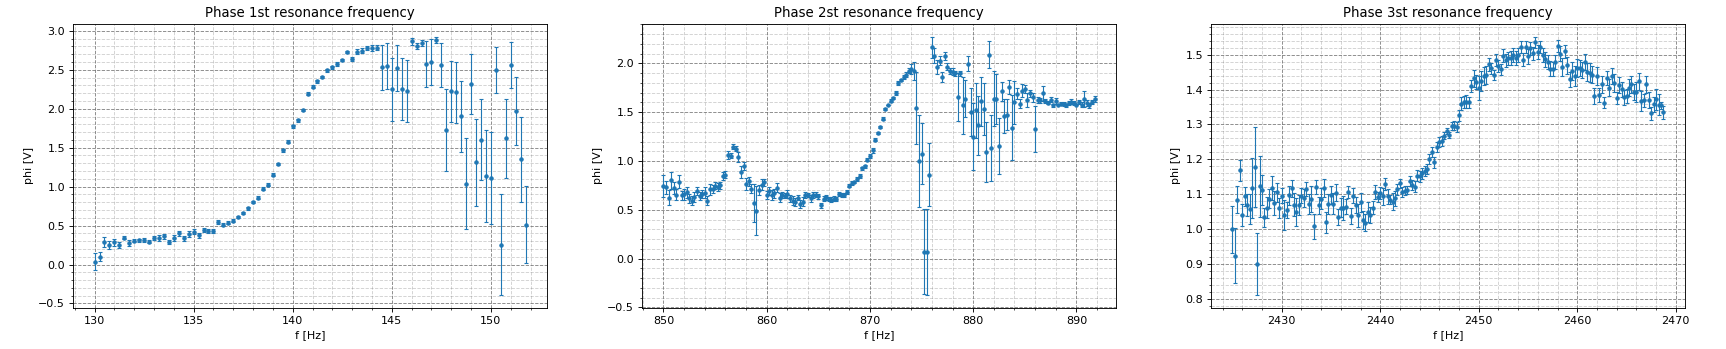 Phase 1st resonance frequency
phi [V]
3.0
2.5
2.0
1.5
1.0
0.5
0.0
−0.5
130 135 140 145 150
f [Hz]
Phase 2st resonance frequency
phi [V]
2.0
1.5
1.0
0.5
0.0
−0.5
850 860 870 880 890
f [Hz]
Phase 3st resonance frequency
phi [V]
1.5
1.4
1.3
1.2
1.1
1.0
0.9
0.8
2430 2440 2450 2460 2470
f [Hz]